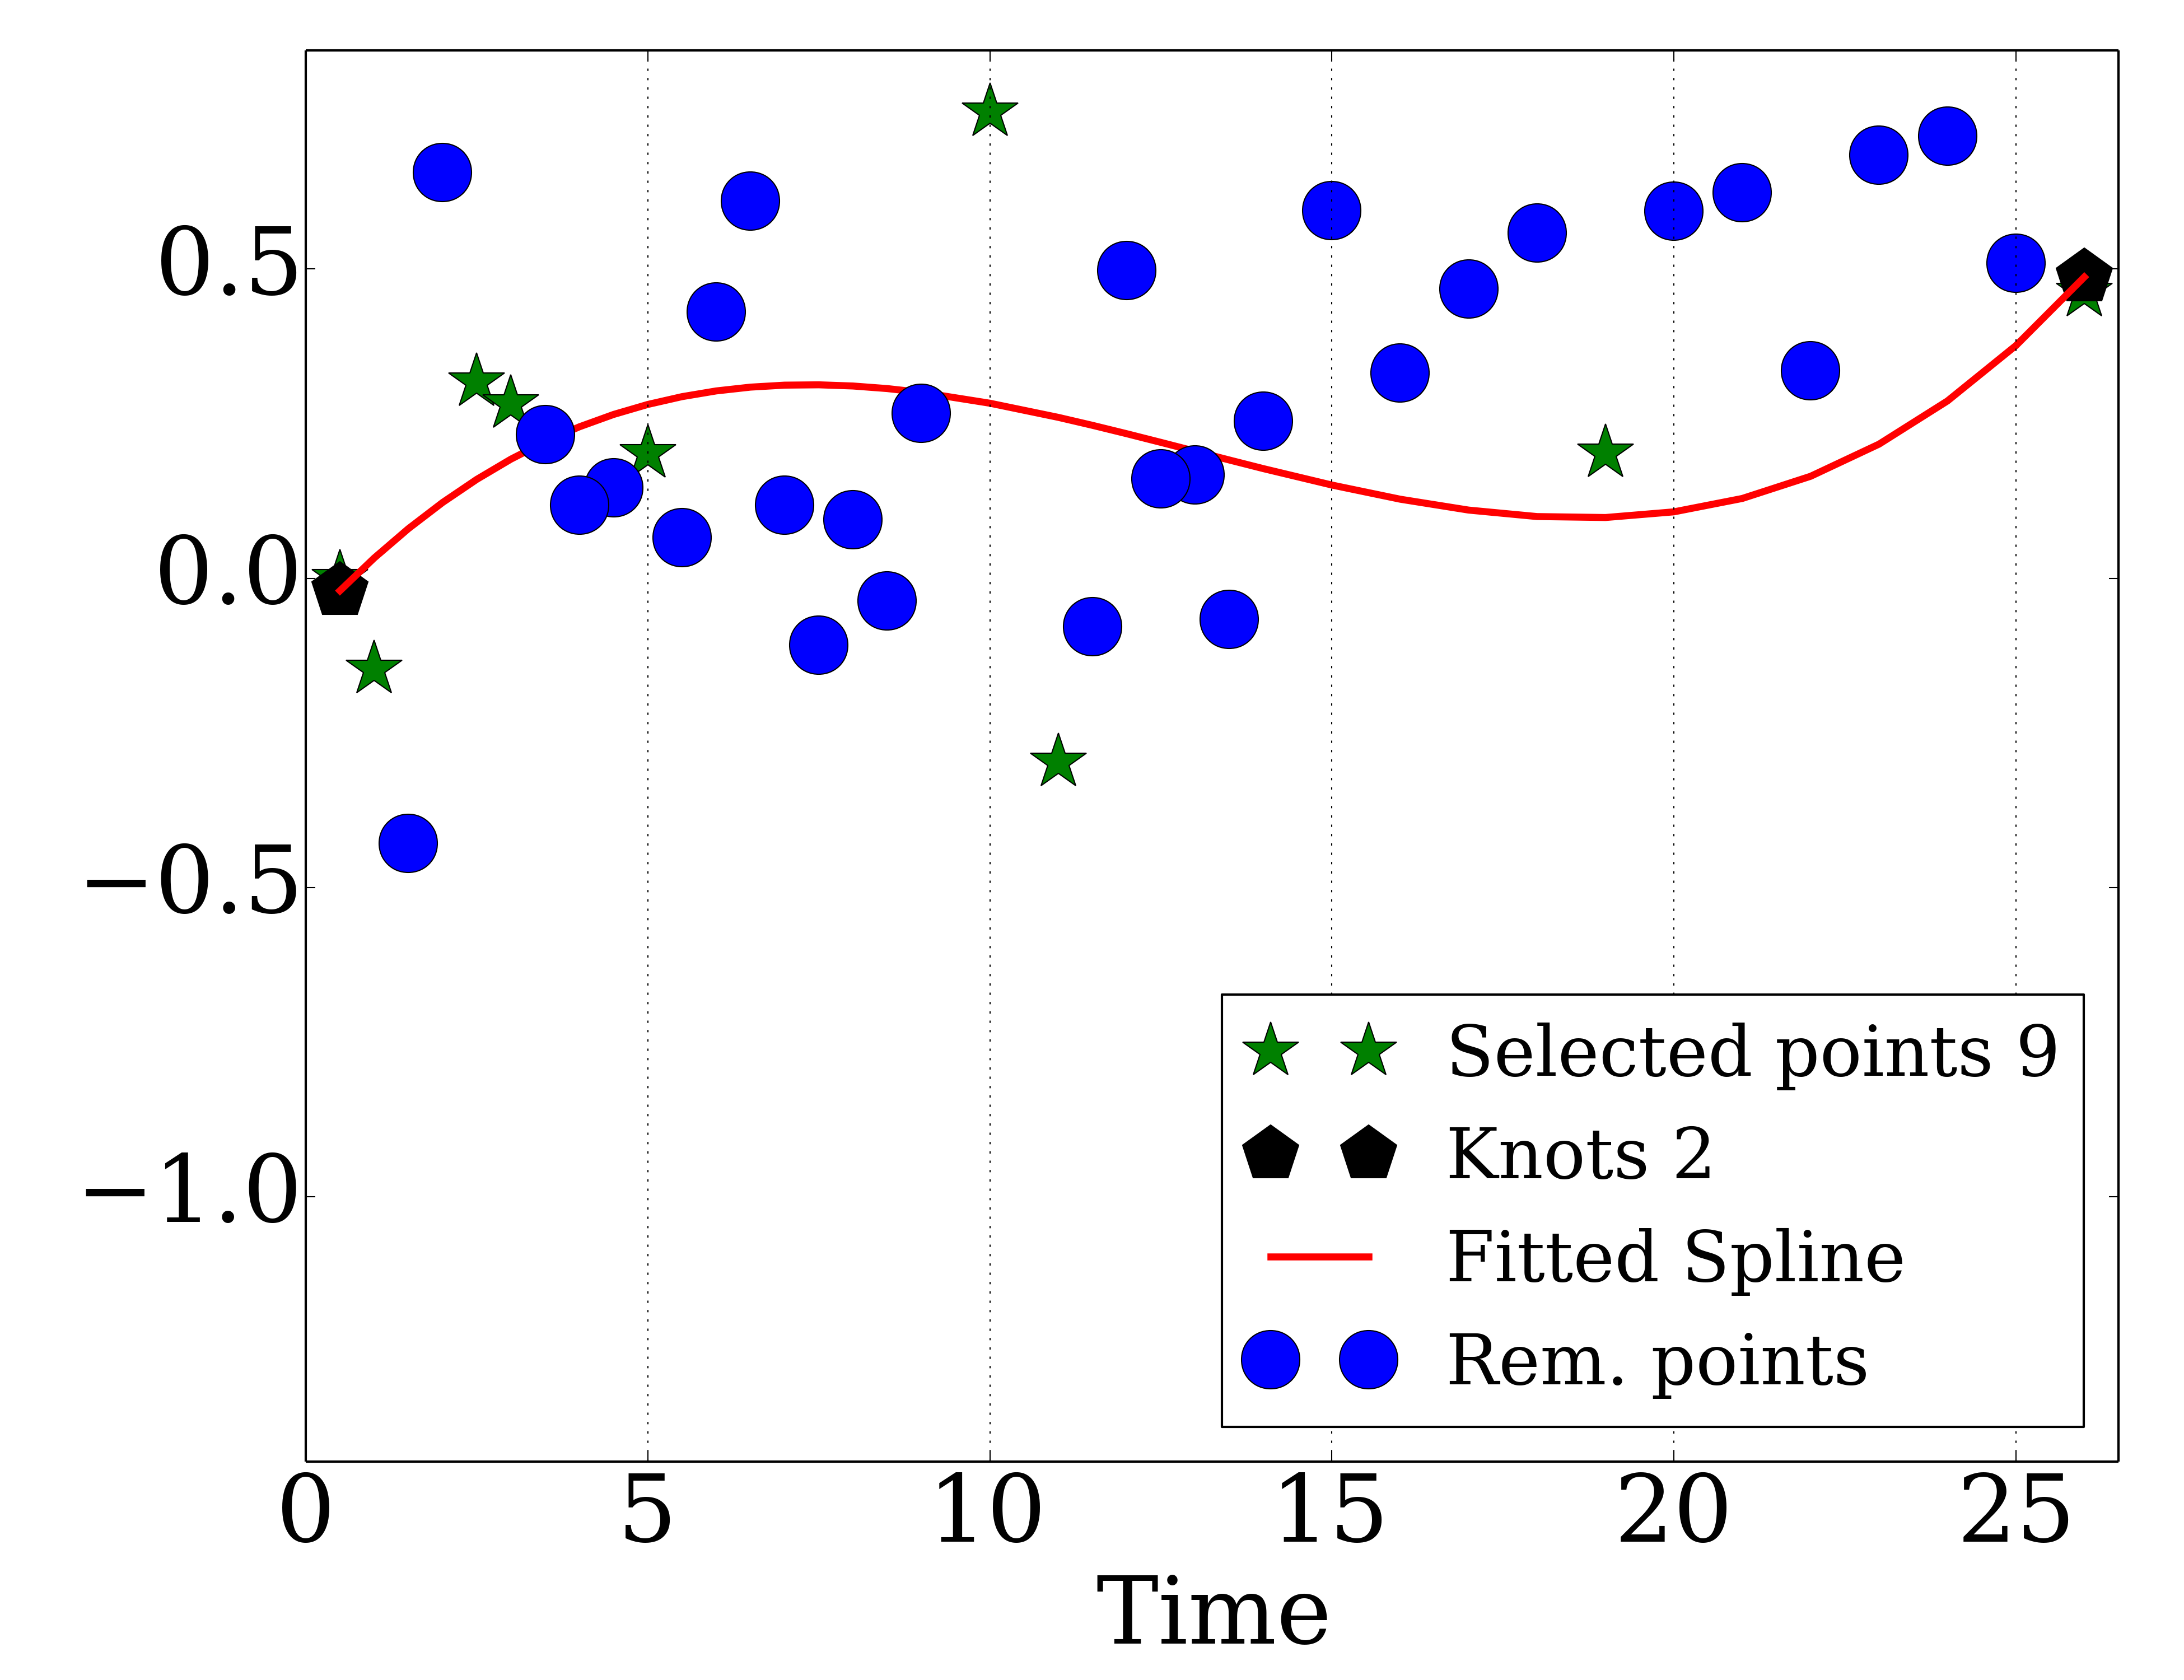 0.5
0.0
−0.5
−1.0
0 5 10 15 20 25
Time
Selected points 9
Knots 2
Fitted Spline
Rem. points